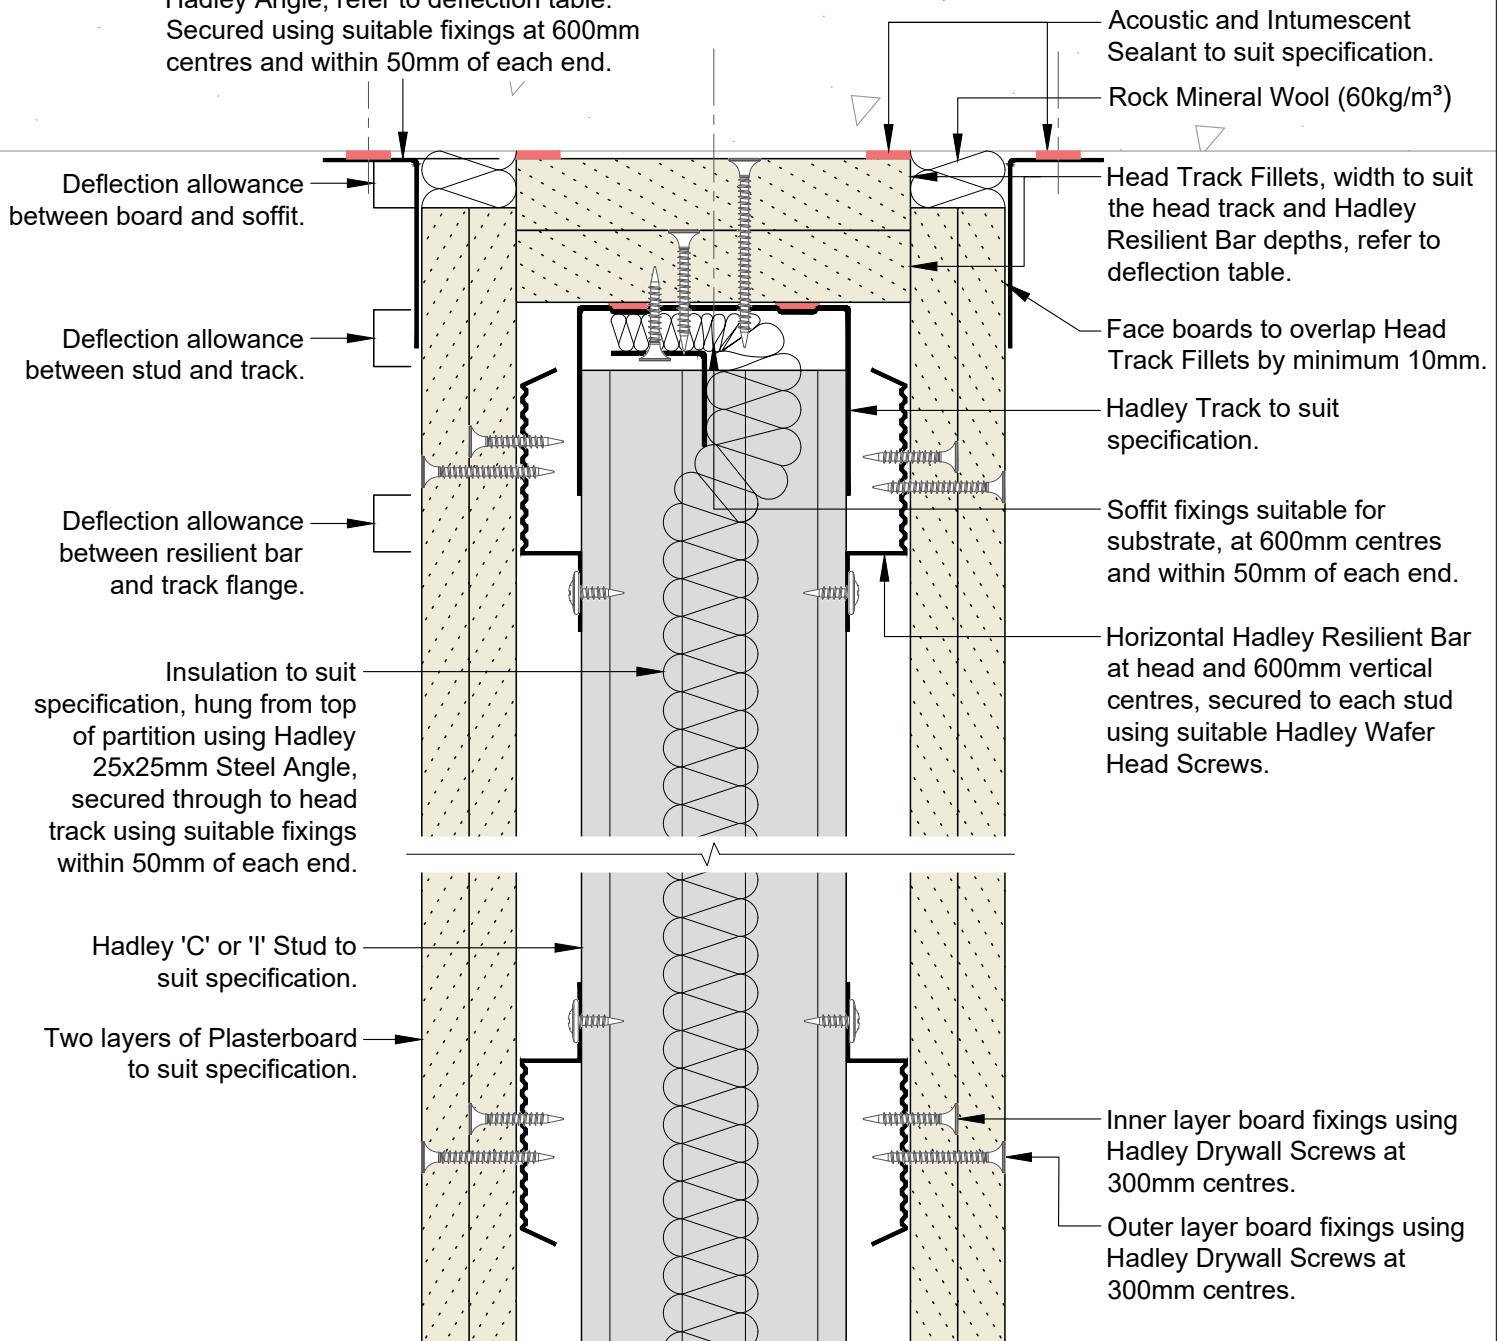 Hadley Angle, refer to deflection table.
Secured using suitable fixings at 600mm
centres and within 50mm of each end.
Deflection allowance
between board and soffit.
Deflection allowance
between stud and track.
Deflection allowance
between resilient bar
and track flange.
Insulation to suit
specification, hung from top
of partition using Hadley
25x25mm Steel Angle,
secured through to head
track using suitable fixings
within 50mm of each end.
Hadley 'C' or 'I' Stud to
suit specification.
Two layers of Plasterboard
to suit specification.
Acoustic and Intumescent
Sealant to suit specification.
Rock Mineral Wool (60kg/m³)
Head Track Fillets, width to suit
the head track and Hadley
Resilient Bar depths, refer to
deflection table.
Face boards to overlap Head
Track Fillets by minimum 10mm.
Hadley Track to suit
specification.
Soffit fixings suitable for
substrate, at 600mm centres
and within 50mm of each end.
Horizontal Hadley Resilient Bar
at head and 600mm vertical
centres, secured to each stud
using suitable Hadley Wafer
Head Screws.
Inner layer board fixings using
Hadley Drywall Screws at
300mm centres.
Outer layer board fixings using
Hadley Drywall Screws at
300mm centres.